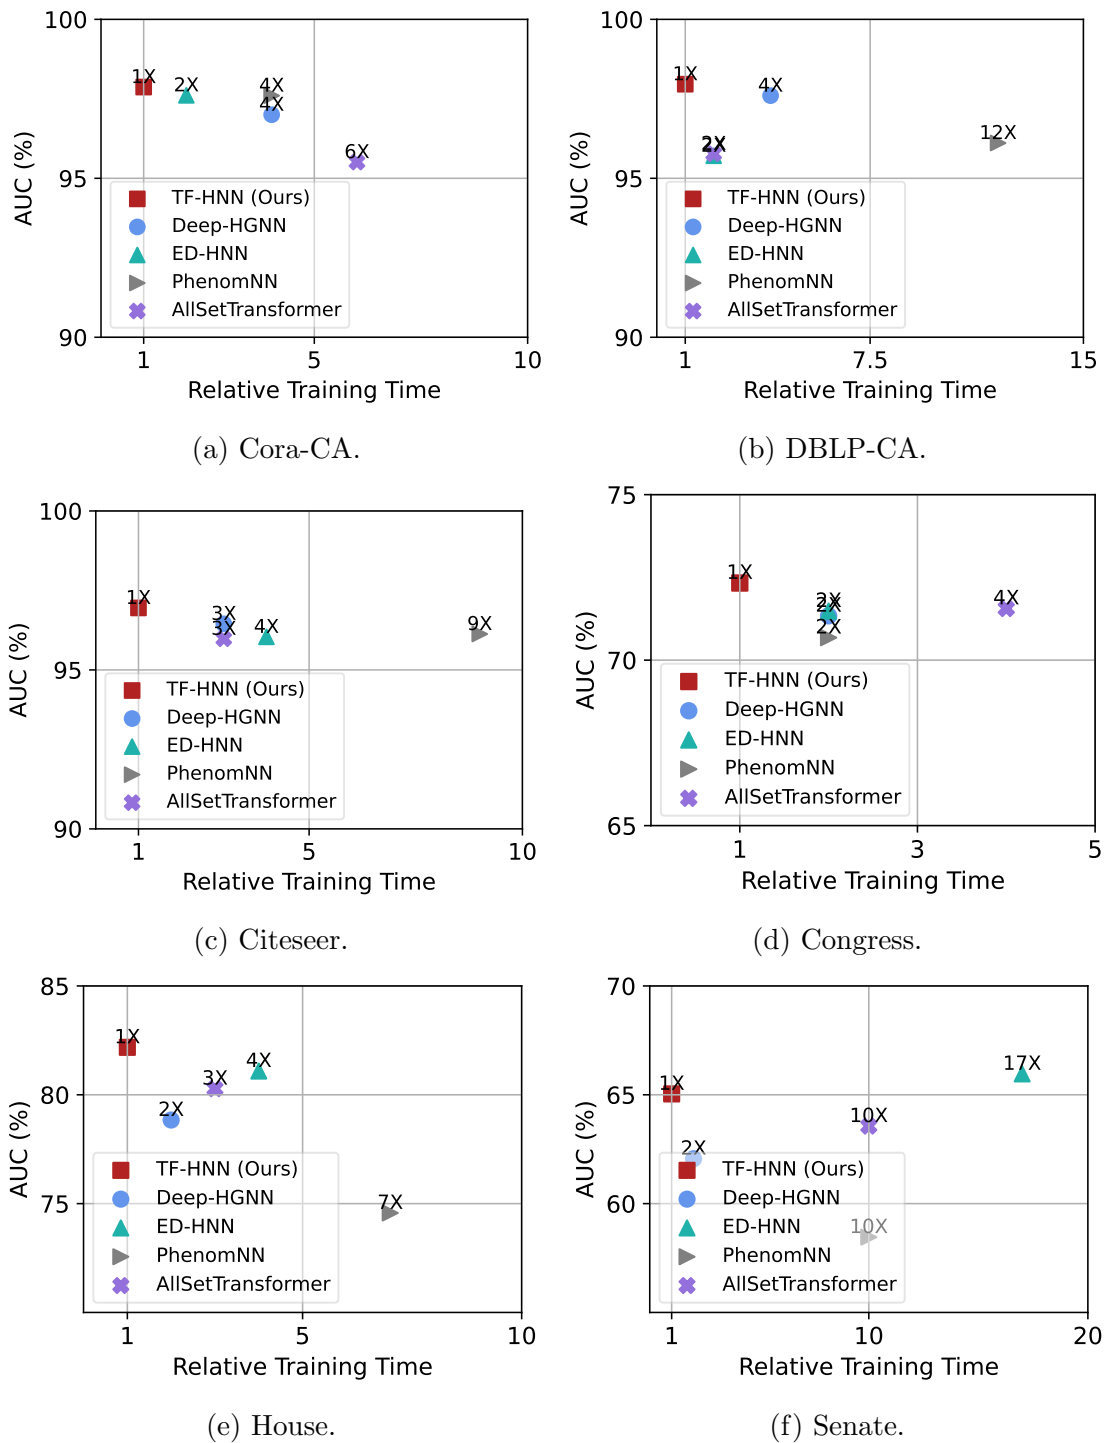 100
95
90
AUC (%)
1X
2X
4X
4X
6X
TF-HNN (Ours)
Deep-HGNN
ED-HNN
PhenomNN
AllSetTransformer
1
5
10
Relative Training Time
(a) Cora-CA.
100
95
90
AUC (%)
1X
4X
2X
2X
12X
TF-HNN (Ours)
Deep-HGNN
ED-HNN
PhenomNN
AllSetTransformer
1
7.5
15
Relative Training Time
(b) DBLP-CA.
100
95
90
AUC (%)
1X
3X
3X
4X
9X
TF-HNN (Ours)
Deep-HGNN
ED-HNN
PhenomNN
AllSetTransformer
1
5
10
Relative Training Time
(c) Citeseer.
75
70
65
AUC (%)
1X
2X
2X
2X
4X
TF-HNN (Ours)
Deep-HGNN
ED-HNN
PhenomNN
AllSetTransformer
1
3
5
Relative Training Time
(d) Congress.
85
80
75
AUC (%)
1X
2X
3X
4X
7X
TF-HNN (Ours)
Deep-HGNN
ED-HNN
PhenomNN
AllSetTransformer
1
5
10
Relative Training Time
(e) House.
70
65
60
AUC (%)
1X
2X
10X
17X
10X
TF-HNN (Ours)
Deep-HGNN
ED-HNN
PhenomNN
AllSetTransformer
1
10
20
Relative Training Time
(f) Senate.